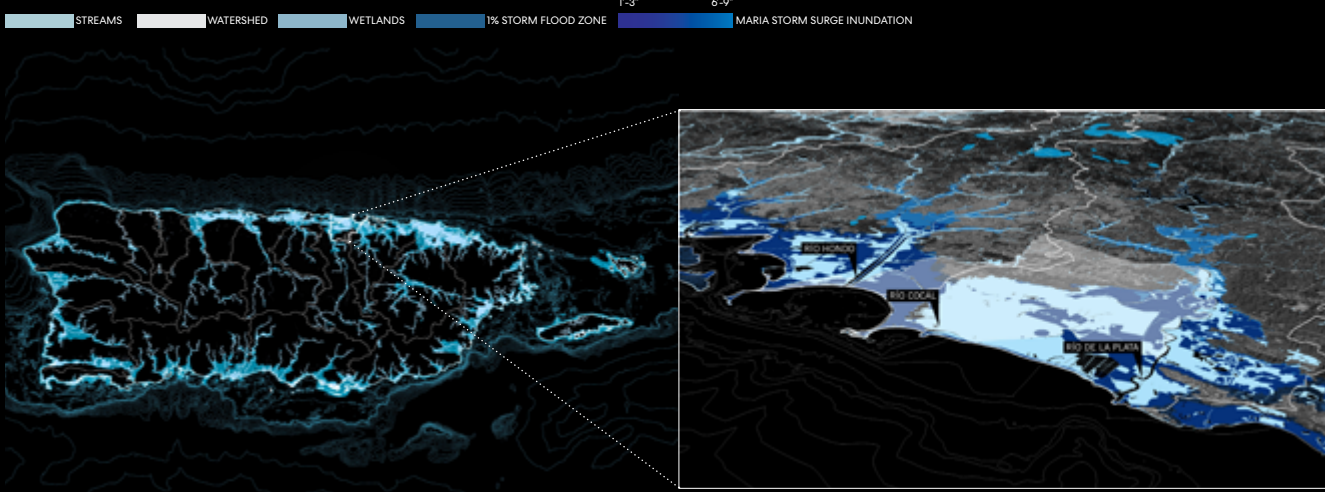 1'-3" 6'-9"
STREAMS WATERSHED WETLANDS 1% STORM FLOOD ZONE MARIA STORM SURGE INUNDATION
RÍO HONDO
RÍO COCAL
RÍO DE LA PLATA